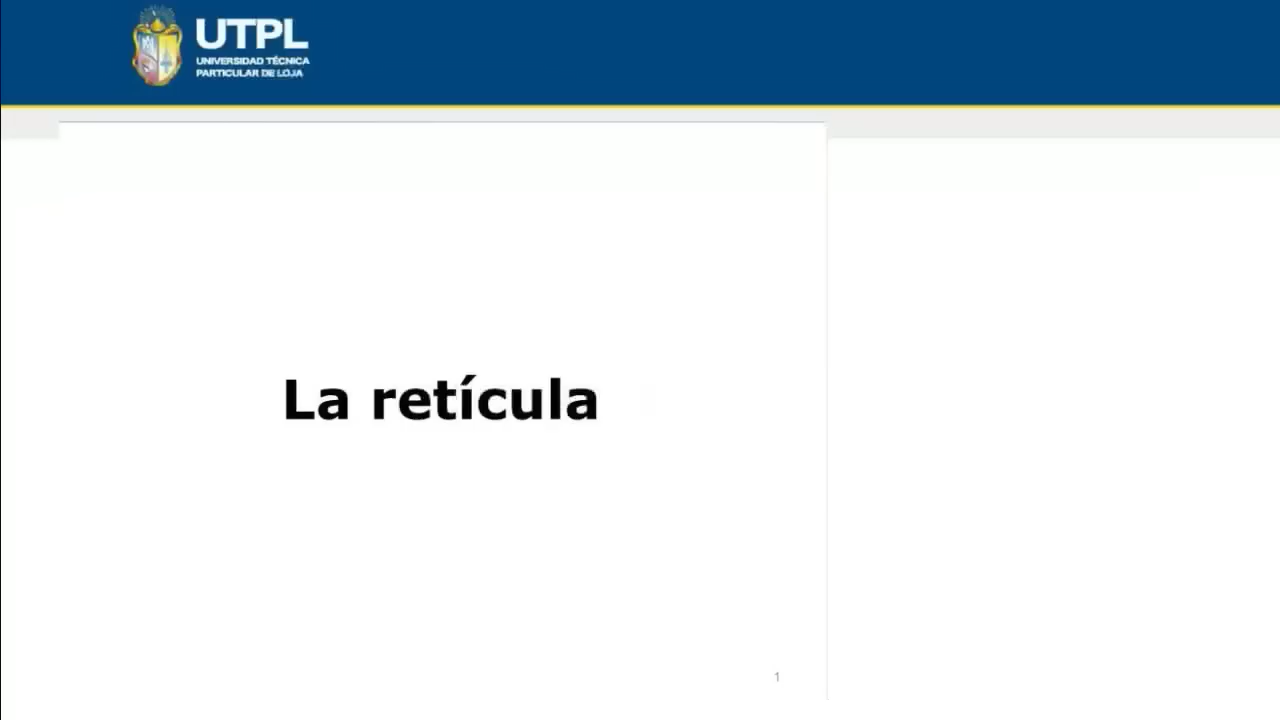 UTPL
UNIVERSIDAD TÉCNICA
PARTICULAR DE LOJA
La retícula
1